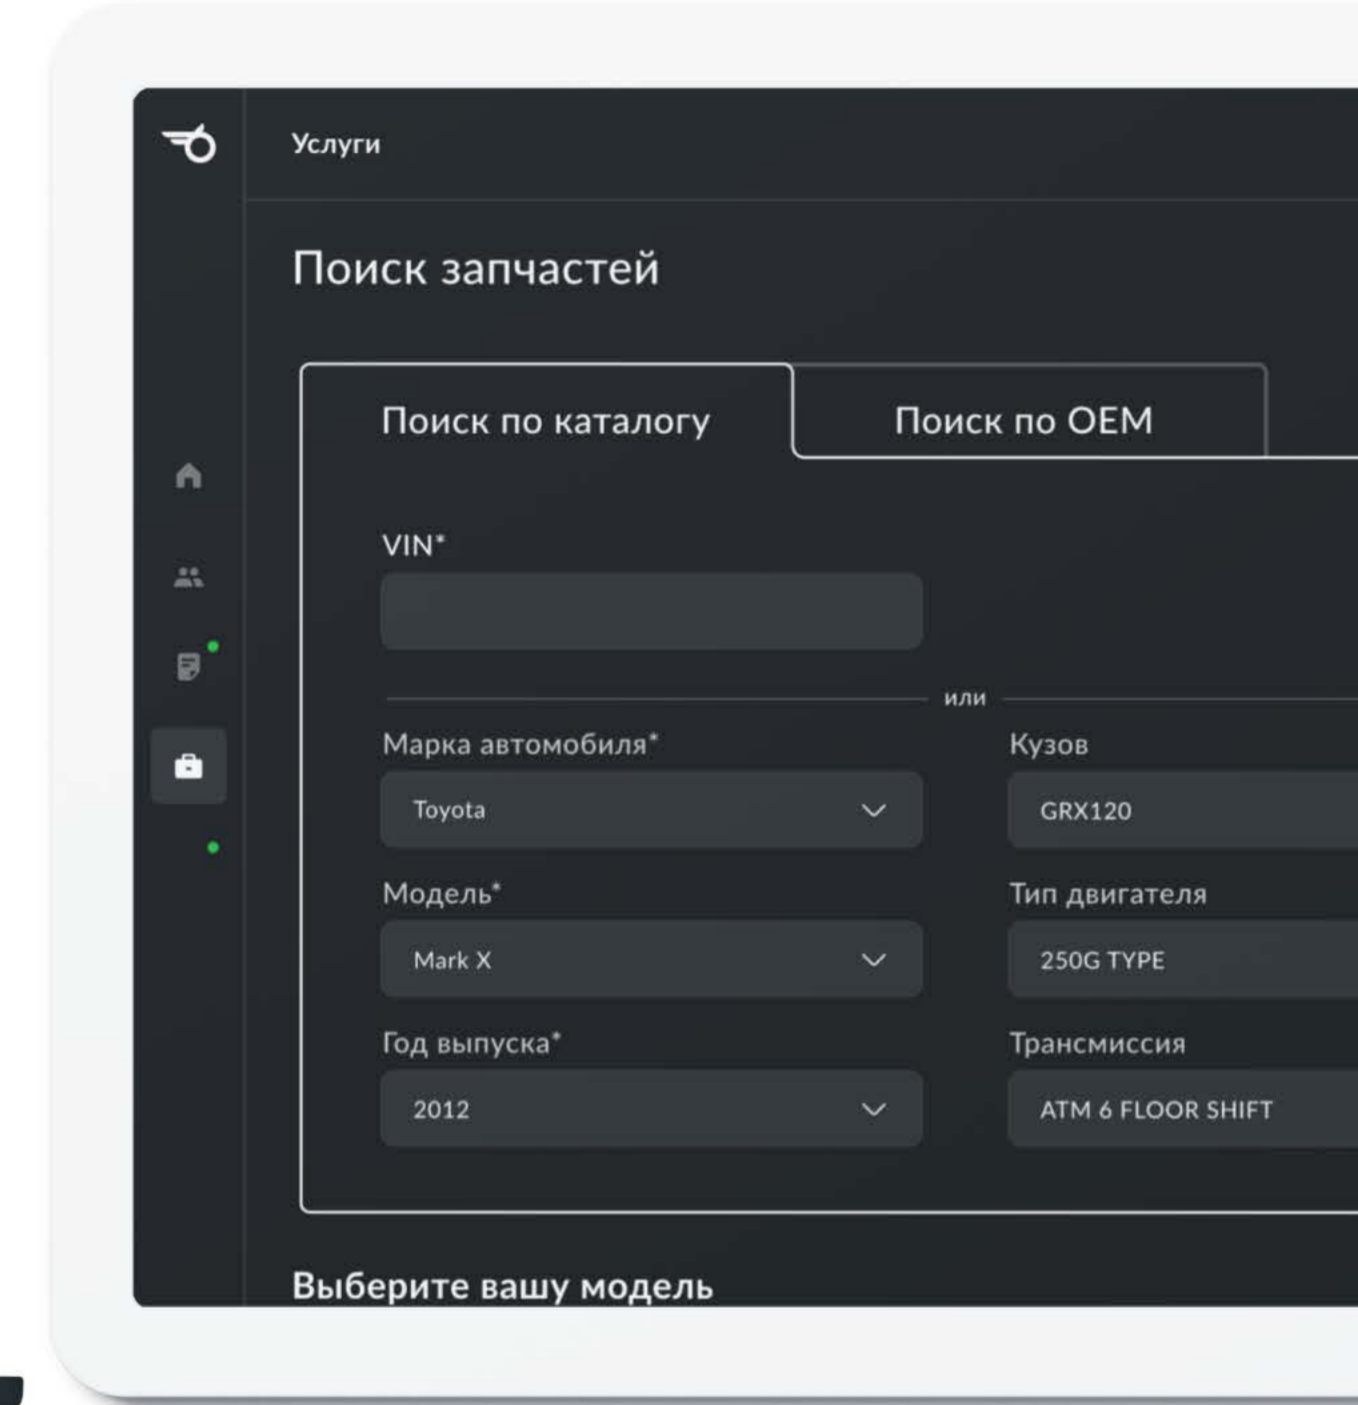 Услуги
Поиск запчастей
Поиск по каталогу
Поиск по OEM
VIN*
или
Марка автомобиля*
Кузов
Toyota
GRX120
Модель*
Тип двигателя
Mark X
250G TYPE
Год выпуска*
Трансмиссия
2012
ATM 6 FLOOR SHIFT
Выберите вашу модель